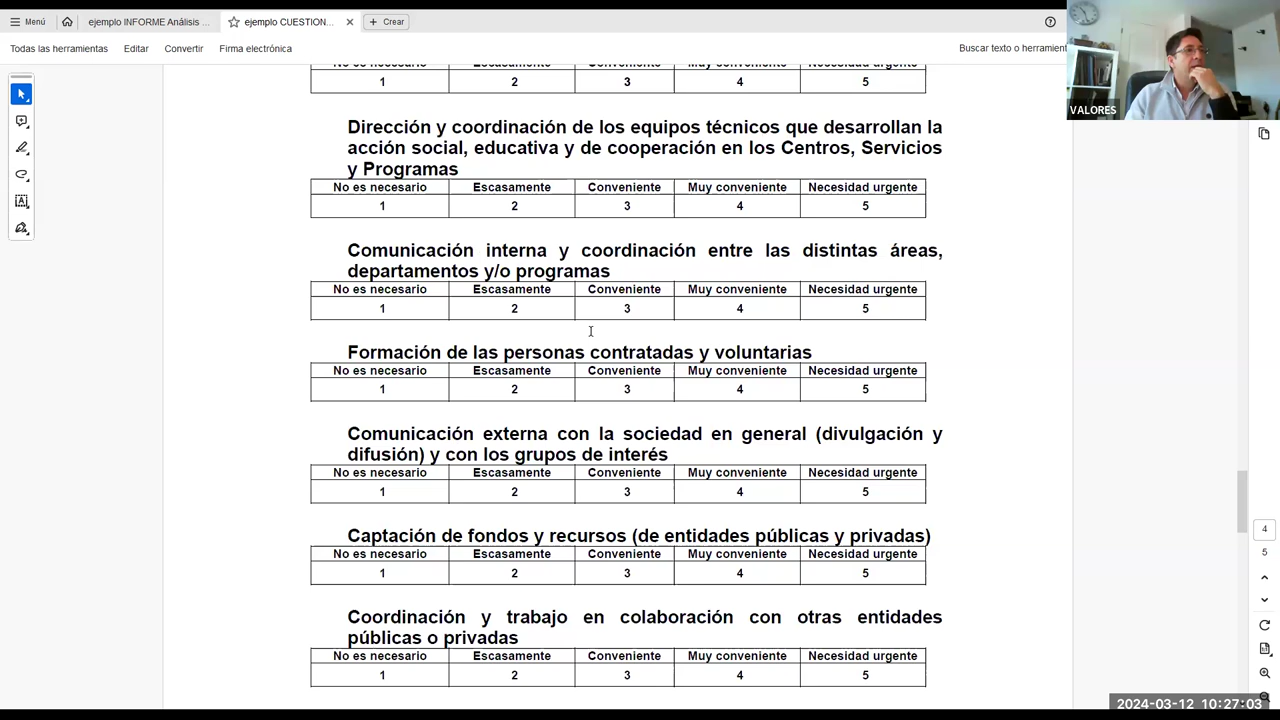 Menú
ejemplo INFORME Análisis ...
ejemplo CUESTION...
Crear
Todas las herramientas
Editar
Convertir
Firma electrónica
Buscar texto o herramient
VALORES
No es necesario Escasamente Conveniente Muy conveniente Necesidad urgente
1 2 3 4 5
Dirección y coordinación de los equipos técnicos que desarrollan la
acción social, educativa y de cooperación en los Centros, Servicios
y Programas
No es necesario Escasamente Conveniente Muy conveniente Necesidad urgente
1 2 3 4 5
Comunicación interna y coordinación entre las distintas áreas,
departamentos y/o programas
No es necesario Escasamente Conveniente Muy conveniente Necesidad urgente
1 2 3 4 5
Formación de las personas contratadas y voluntarias
No es necesario Escasamente Conveniente Muy conveniente Necesidad urgente
1 2 3 4 5
Comunicación externa con la sociedad en general (divulgación y
difusión) y con los grupos de interés
No es necesario Escasamente Conveniente Muy conveniente Necesidad urgente
1 2 3 4 5
Captación de fondos y recursos (de entidades públicas y privadas)
No es necesario Escasamente Conveniente Muy conveniente Necesidad urgente
1 2 3 4 5
Coordinación y trabajo en colaboración con otras entidades
públicas o privadas
No es necesario Escasamente Conveniente Muy conveniente Necesidad urgente
1 2 3 4 5
4
5
2024-03-12 10:27:03